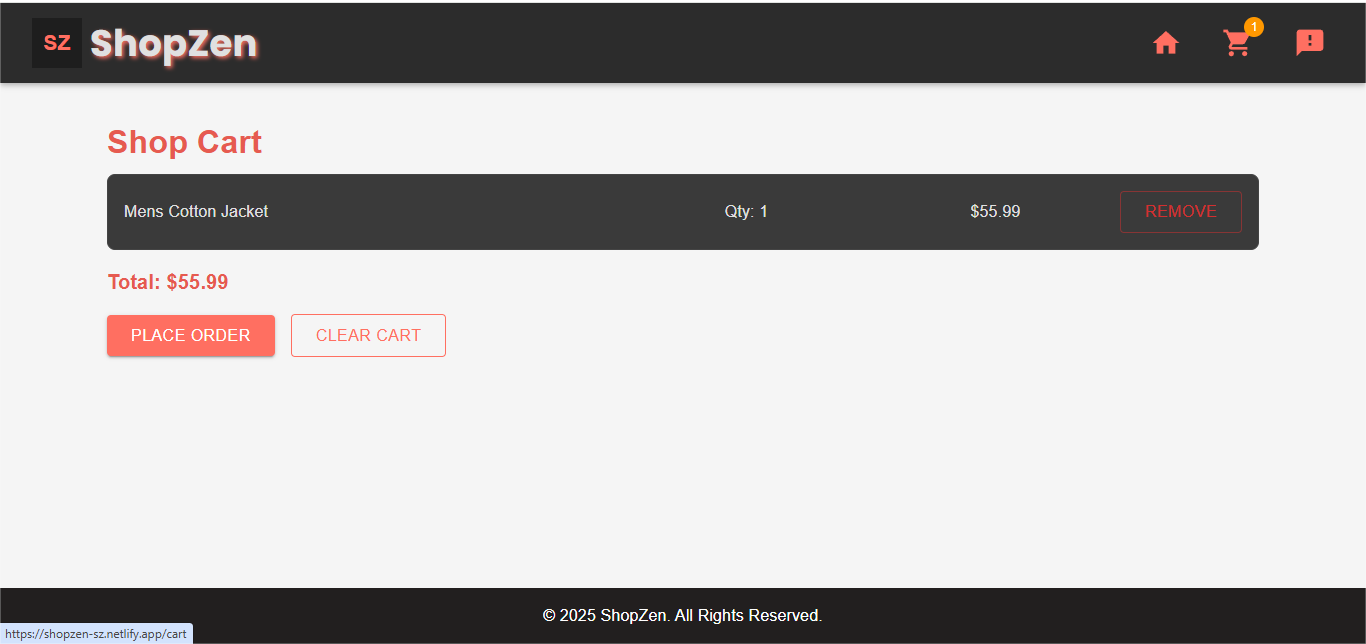 SZ ShopZen 1
Shop Cart
Mens Cotton Jacket Qty: 1 $55.99 REMOVE
Total: $55.99
PLACE ORDER CLEAR CART
© 2025 ShopZen. All Rights Reserved.
https://shopzen-sz.netlify.app/cart